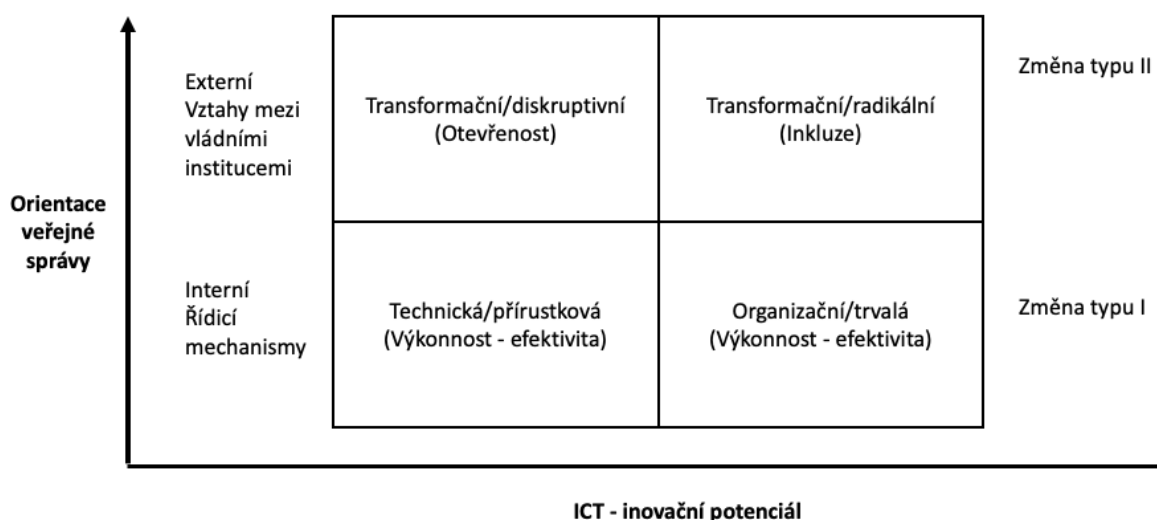 Externí
Vztahy mezi
vládními
institucemi
Transformační/diskruptivní
(Otevřenost)
Transformační/radikální
(Inkluze)
Změna typu II
Orientace
veřejné
správy
Interní
Řídicí
mechanismy
Technická/přírustková
(Výkonnost - efektivita)
Organizační/trvalá
(Výkonnost - efektivita)
Změna typu I
ICT - inovační potenciál